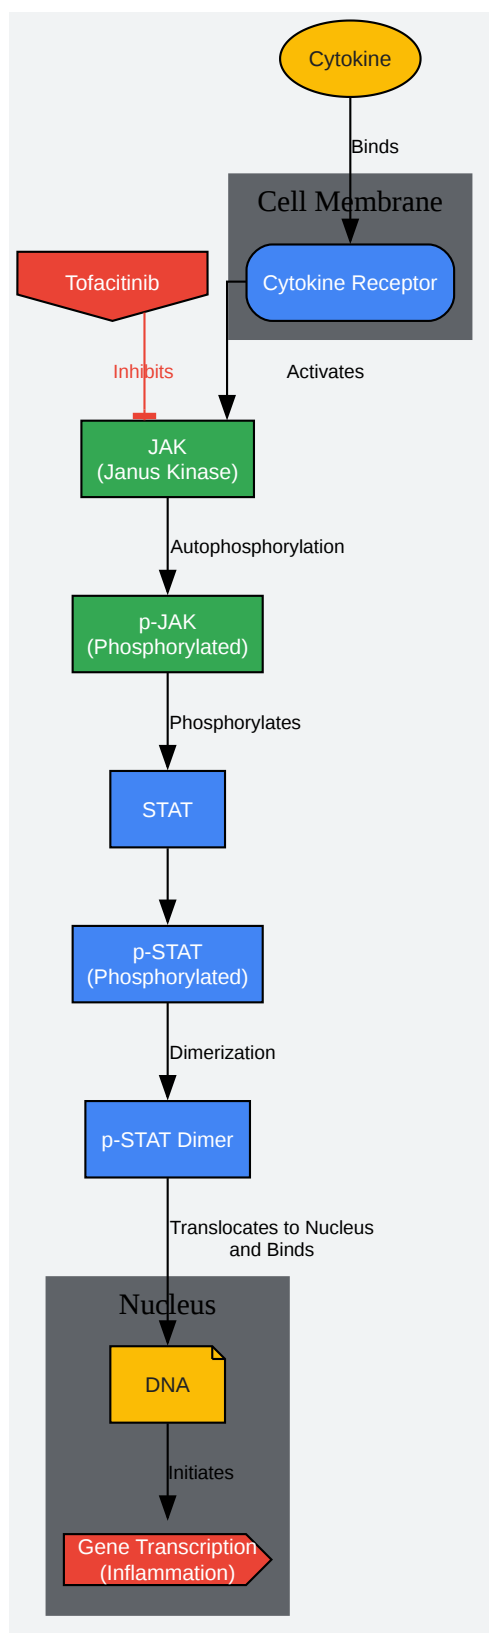 Cytokine
Binds
Cell Membrane
Cytokine Receptor
Tofacitinib
Inhibits
Activates
JAK
(Janus Kinase)
Autophosphorylation
p-JAK
(Phosphorylated)
Phosphorylates
STAT
p-STAT
(Phosphorylated)
Dimerization
p-STAT Dimer
Translocates to Nucleus
and Binds
Nucleus
DNA
Initiates
Gene Transcription
(Inflammation)